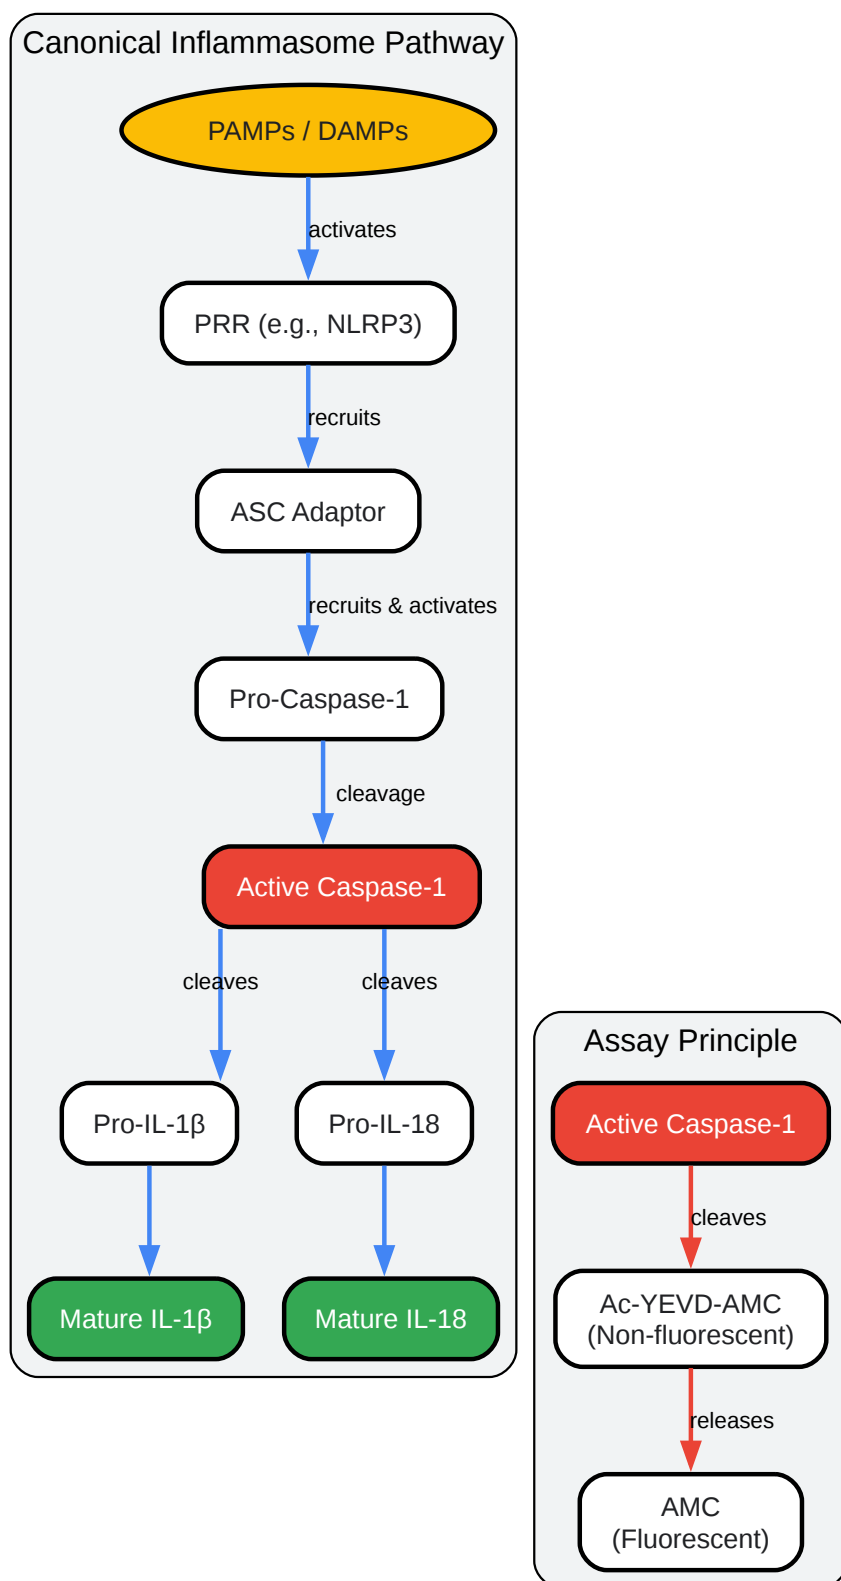 Canonical Inflammasome Pathway
PAMPs / DAMPs
activates
PRR (e.g., NLRP3)
recruits
ASC Adaptor
recruits & activates
Pro-Caspase-1
cleavage
Active Caspase-1
cleaves
cleaves
Pro-IL-1β
Pro-IL-18
Mature IL-1β
Mature IL-18
Assay Principle
Active Caspase-1
cleaves
Ac-YEVD-AMC
(Non-fluorescent)
releases
AMC
(Fluorescent)